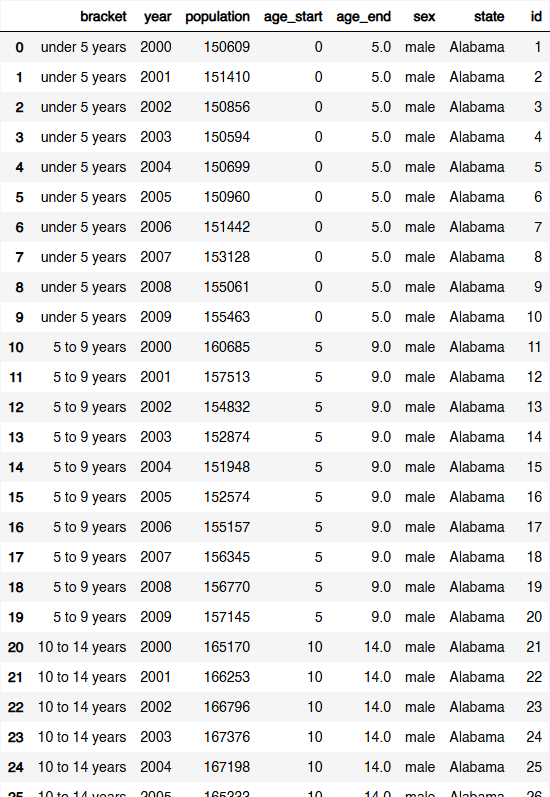 bracket year population age_start age_end sex state id
0 under 5 years 2000 150609 0 5.0 male Alabama 1
1 under 5 years 2001 151410 0 5.0 male Alabama 2
2 under 5 years 2002 150856 0 5.0 male Alabama 3
3 under 5 years 2003 150594 0 5.0 male Alabama 4
4 under 5 years 2004 150699 0 5.0 male Alabama 5
5 under 5 years 2005 150960 0 5.0 male Alabama 6
6 under 5 years 2006 151442 0 5.0 male Alabama 7
7 under 5 years 2007 153128 0 5.0 male Alabama 8
8 under 5 years 2008 155061 0 5.0 male Alabama 9
9 under 5 years 2009 155463 0 5.0 male Alabama 10
10 5 to 9 years 2000 160685 5 9.0 male Alabama 11
11 5 to 9 years 2001 157513 5 9.0 male Alabama 12
12 5 to 9 years 2002 154832 5 9.0 male Alabama 13
13 5 to 9 years 2003 152874 5 9.0 male Alabama 14
14 5 to 9 years 2004 151948 5 9.0 male Alabama 15
15 5 to 9 years 2005 152574 5 9.0 male Alabama 16
16 5 to 9 years 2006 155157 5 9.0 male Alabama 17
17 5 to 9 years 2007 156345 5 9.0 male Alabama 18
18 5 to 9 years 2008 156770 5 9.0 male Alabama 19
19 5 to 9 years 2009 157145 5 9.0 male Alabama 20
20 10 to 14 years 2000 165170 10 14.0 male Alabama 21
21 10 to 14 years 2001 166253 10 14.0 male Alabama 22
22 10 to 14 years 2002 166796 10 14.0 male Alabama 23
23 10 to 14 years 2003 167376 10 14.0 male Alabama 24
24 10 to 14 years 2004 167198 10 14.0 male Alabama 25
25 10 to 14 years 2005 10 14.0 male Alabama 26